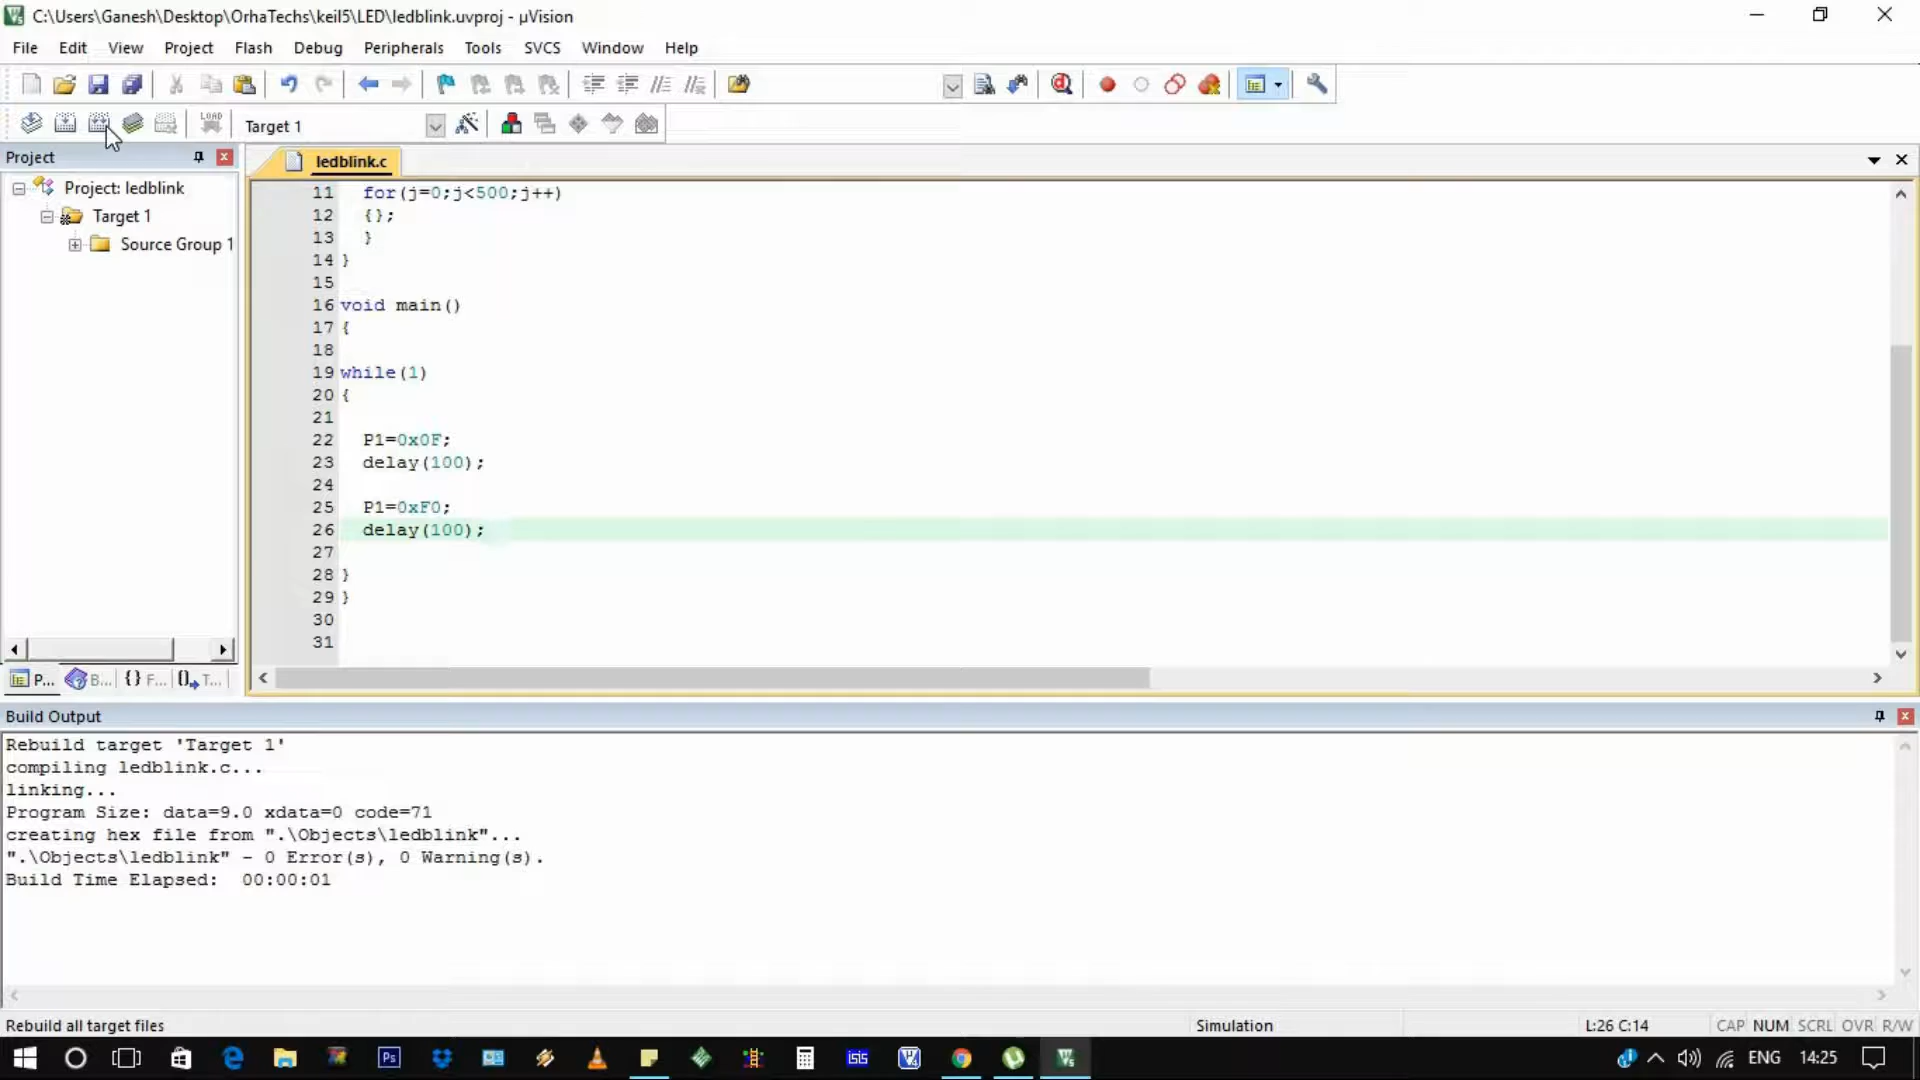 C:\Users\Ganesh\Desktop\OrhaTechs\keil5\LED\ledblink.uvproj - µVision
File Edit View Project Flash Debug Peripherals Tools SVCS Window Help
LOAD Target 1
Project
ledblink.c
Project: ledblink
Target 1
Source Group 1
11 for(j=0;j<500;j++)
12 {};
13 }
14 }
15
16 void main()
17 {
18
19 while(1)
20 {
21
22 P1=0x0F;
23 delay(100);
24
25 P1=0xF0;
26 delay(100);
27
28 }
29 }
30
31
P... B... {} F... T...
Build Output
Rebuild target 'Target 1'
compiling ledblink.c...
linking...
Program Size: data=9.0 xdata=0 code=71
creating hex file from ".\Objects\ledblink"...
".\Objects\ledblink" - 0 Error(s), 0 Warning(s).
Build Time Elapsed:  00:00:01
Rebuild all target files Simulation L:26 C:14 CAP NUM SCRL OVR R/W
Ps ISIS ENG 14:25